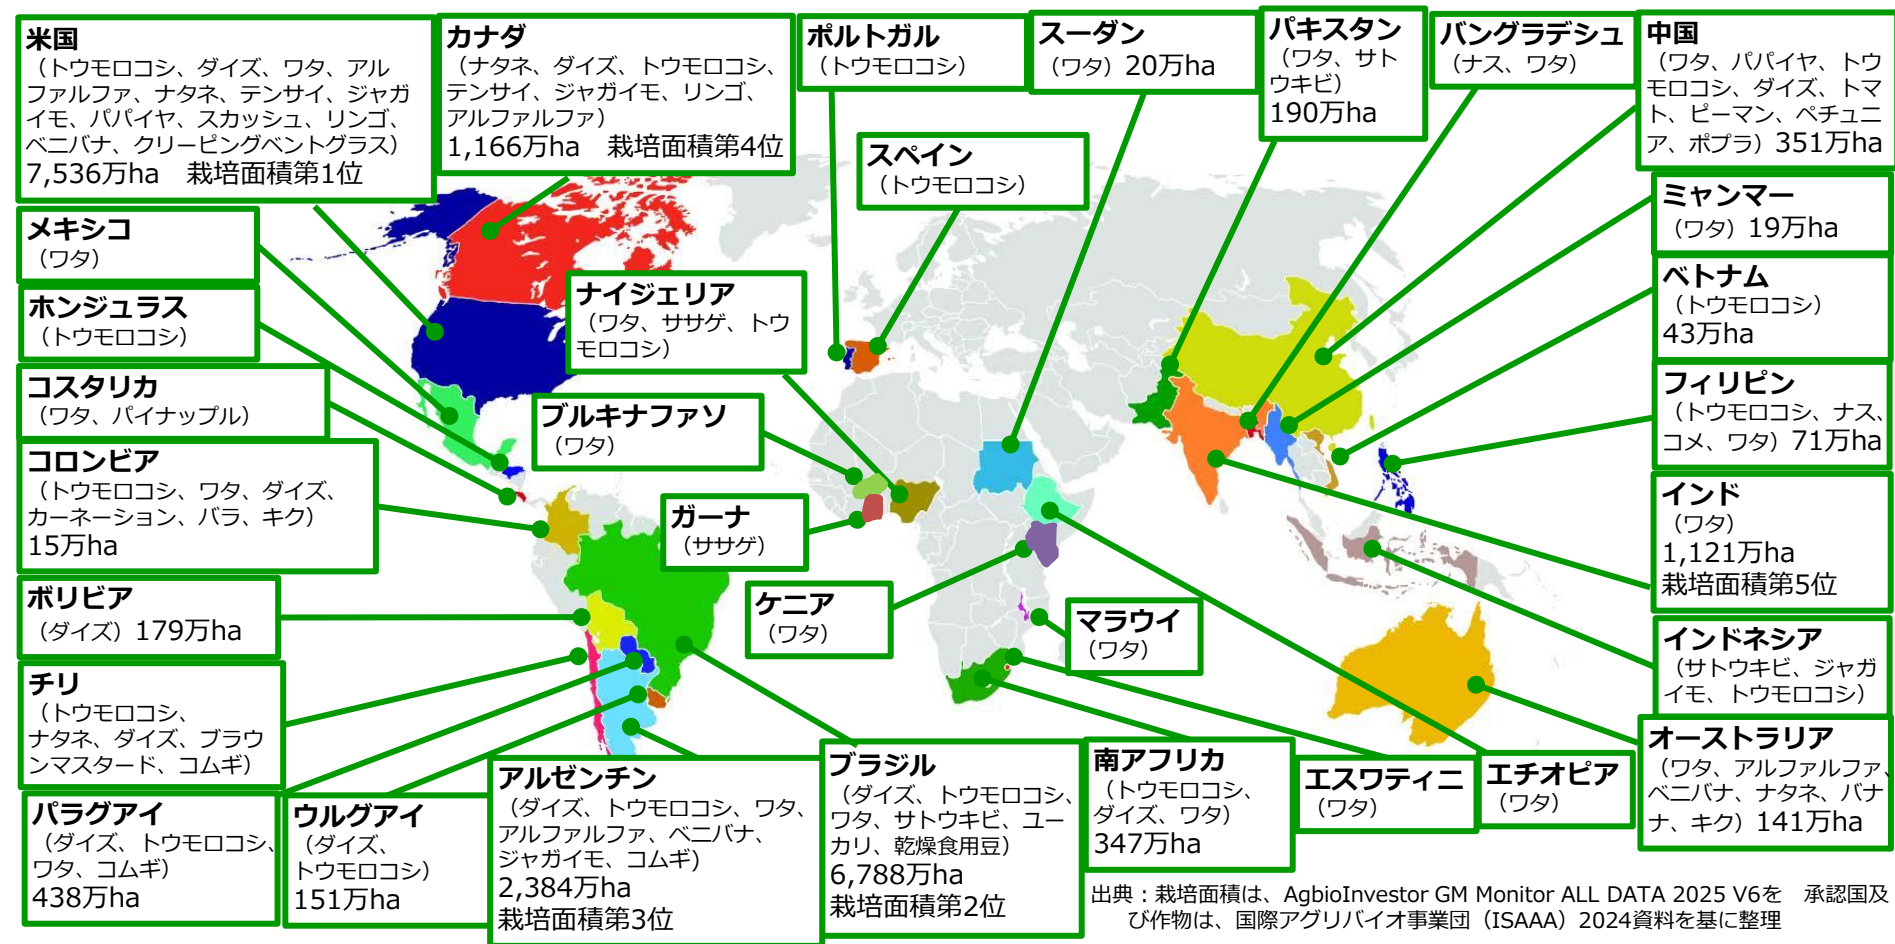 米国
（トウモロコシ、ダイズ、ワタ、アル
ファルファ、ナタネ、テンサイ、ジャガ
イモ、パパイヤ、スカッシュ、リンゴ、
ベニバナ、クリーピングベントグラス）
7,536万ha　栽培面積第1位
カナダ
（ナタネ、ダイズ、トウモロコシ、
テンサイ、ジャガイモ、リンゴ、
アルファルファ）
1,166万ha　栽培面積第4位
ポルトガル
（トウモロコシ）
スーダン
（ワタ）20万ha
パキスタン
（ワタ、サト
ウキビ）
190万ha
バングラデシュ
（ナス、ワタ）
中国
（ワタ、パパイヤ、トウ
モロコシ、ダイズ、トマ
ト、ピーマン、ペチュニ
ア、ポプラ）351万ha
スペイン
（トウモロコシ）
メキシコ
（ワタ）
ミャンマー
（ワタ）19万ha
ホンジュラス
（トウモロコシ）
ナイジェリア
（ワタ、ササゲ、トウ
モロコシ）
ベトナム
（トウモロコシ）
43万ha
コスタリカ
（ワタ、パイナップル）
ブルキナファソ
（ワタ）
フィリピン
（トウモロコシ、ナス、
コメ、ワタ）71万ha
コロンビア
（トウモロコシ、ワタ、ダイズ、
カーネーション、バラ、キク）
15万ha
ガーナ
（ササゲ）
インド
（ワタ）
1,121万ha
栽培面積第5位
ボリビア
（ダイズ）179万ha
ケニア
（ワタ）
マラウイ
（ワタ）
インドネシア
（サトウキビ、ジャガ
イモ、トウモロコシ）
チリ
（トウモロコシ、
ナタネ、ダイズ、ブラウ
ンマスタード、コムギ）
パラグアイ
（ダイズ、トウモロコシ、
ワタ、コムギ）
438万ha
ウルグアイ
（ダイズ、
トウモロコシ）
151万ha
アルゼンチン
（ダイズ、トウモロコシ、ワタ、
アルファルファ、ベニバナ、
ジャガイモ、コムギ）
2,384万ha
栽培面積第3位
ブラジル
（ダイズ、トウモロコシ、
ワタ、サトウキビ、ユー
カリ、乾燥食用豆）
6,788万ha
栽培面積第2位
南アフリカ
（トウモロコシ、
ダイズ、ワタ）
347万ha
エスワティニ
（ワタ）
エチオピア
（ワタ）
オーストラリア
（ワタ、アルファルファ、
ベニバナ、ナタネ、バナ
ナ、キク）141万ha
出典：栽培面積は、AgbioInvestor GM Monitor ALL DATA 2025 V6を　承認国及
び作物は、国際アグリバイオ事業団（ISAAA）2024資料を基に整理